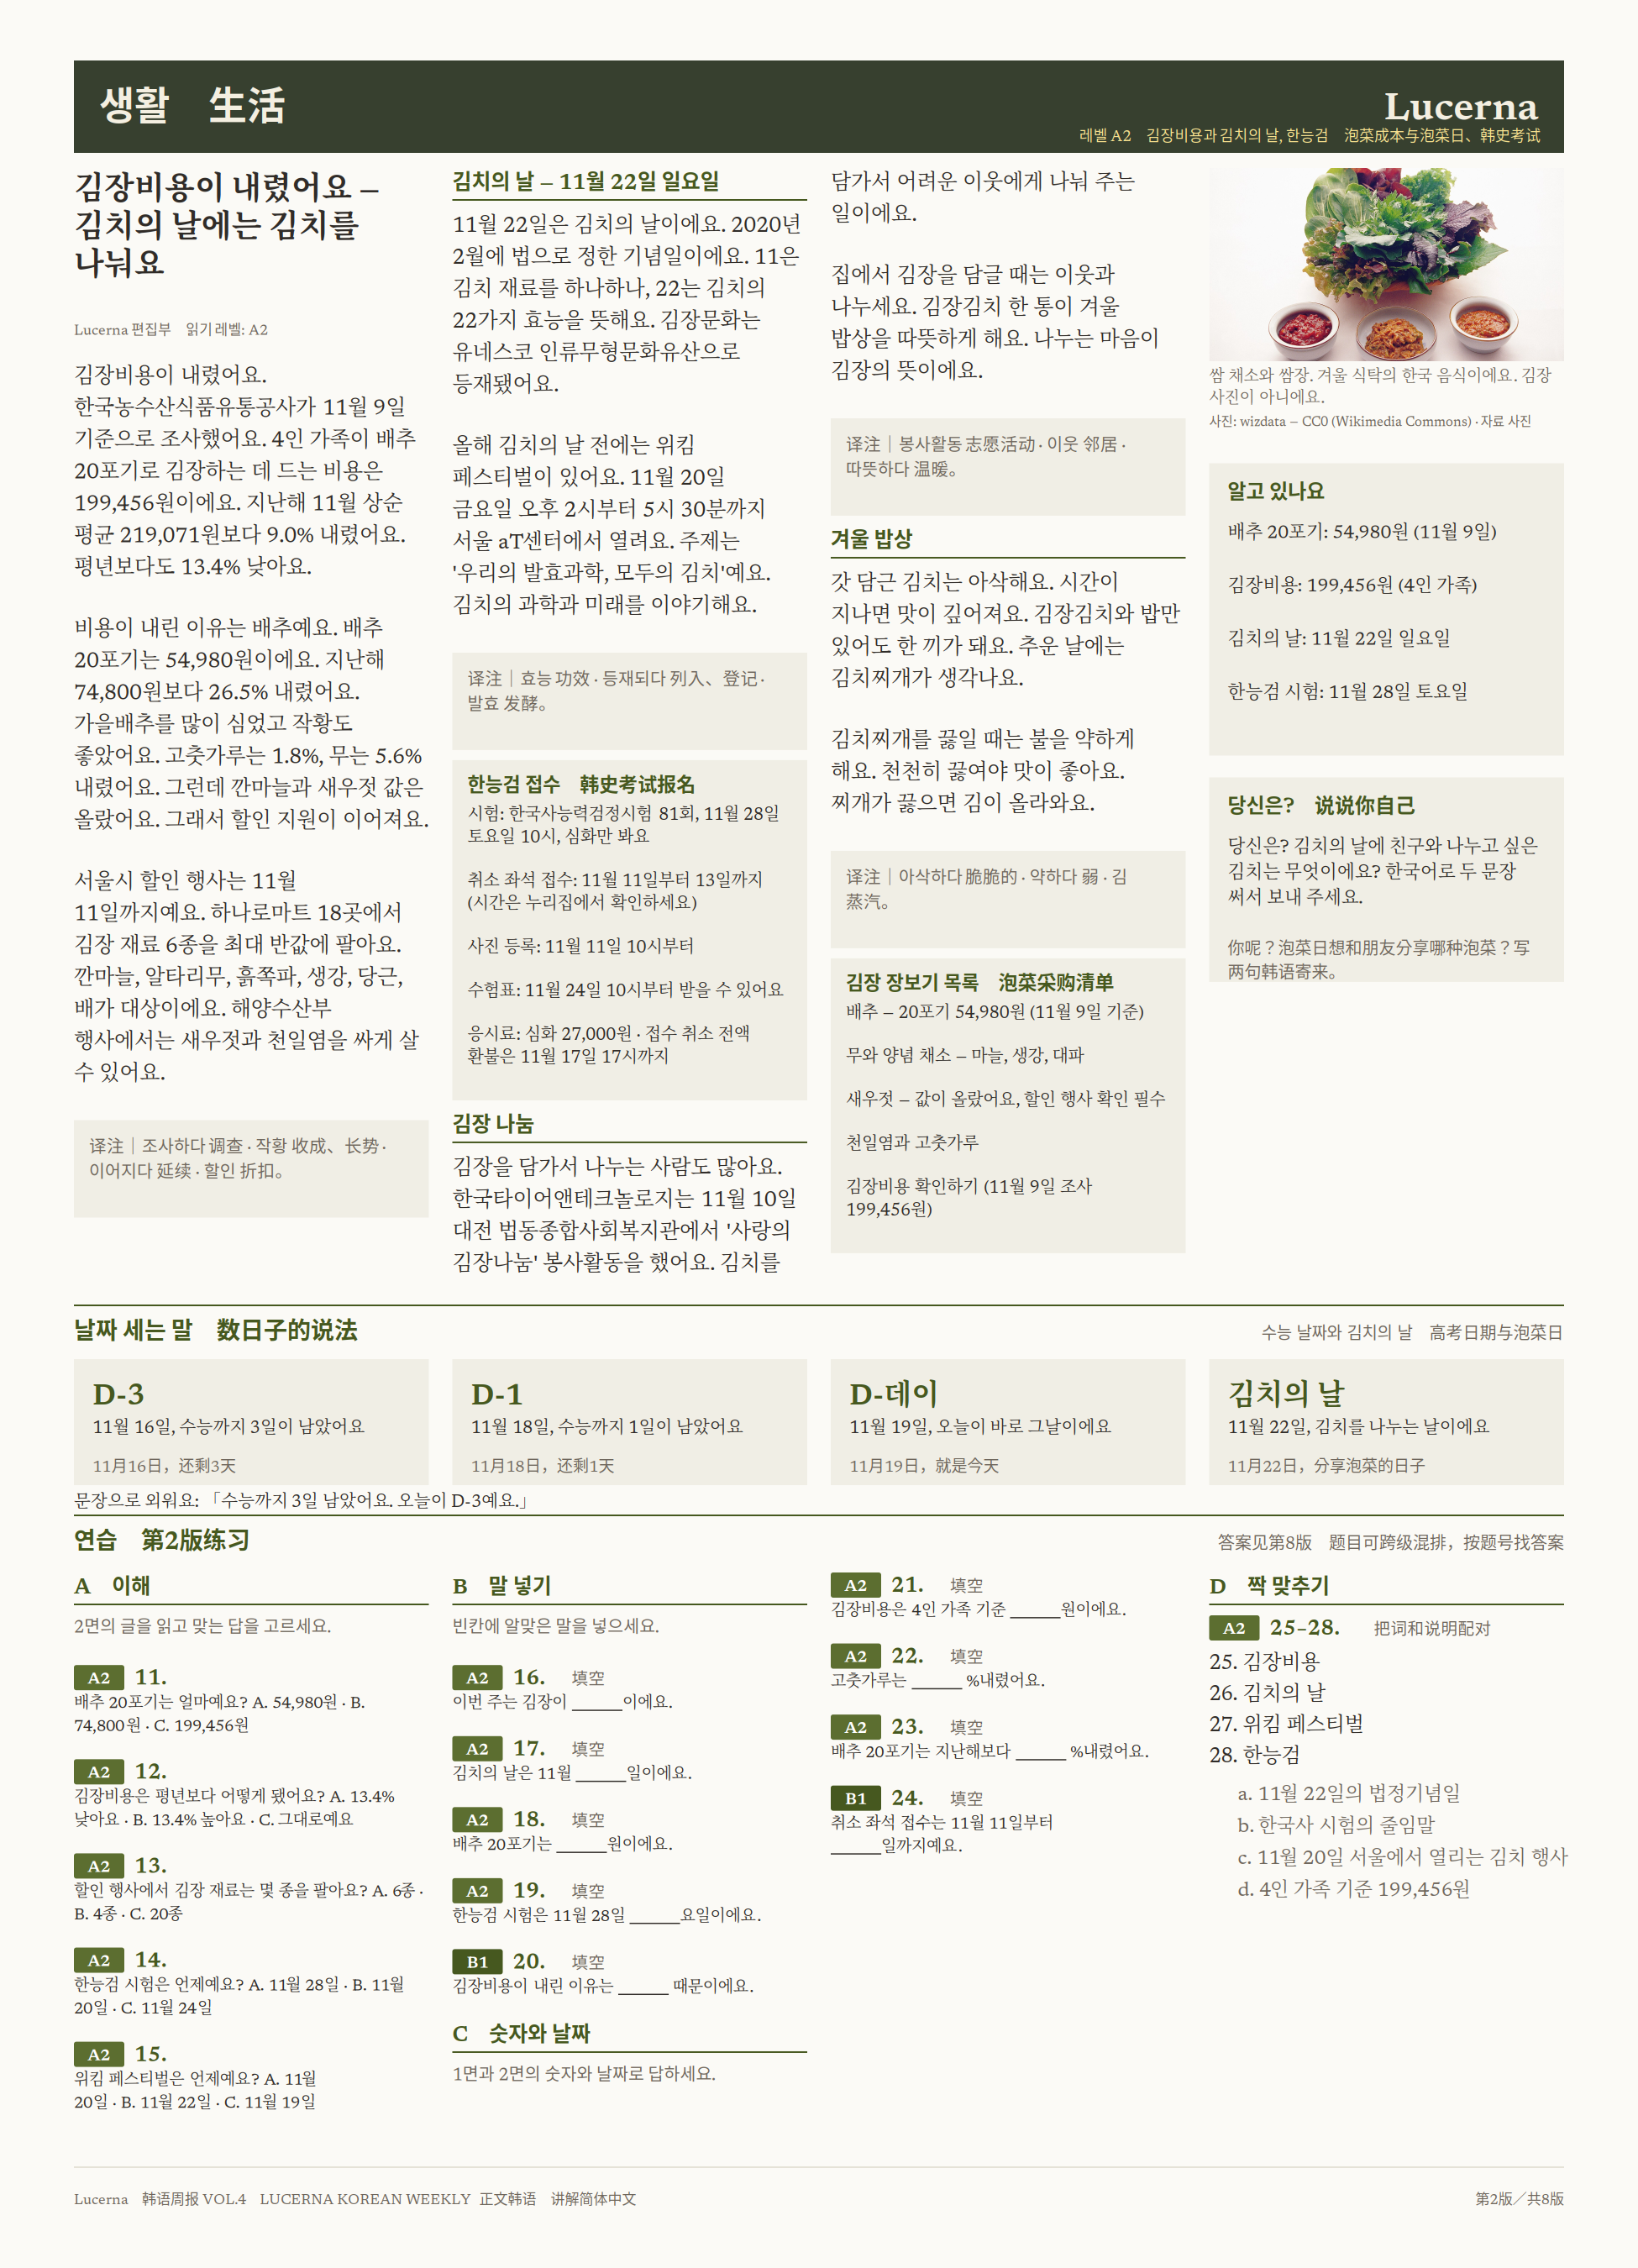 생활 生活
Lucerna
레벨 A2 김장비용과 김치의 날, 한능검 泡菜成本与泡菜日、韩史考试
김장비용이 내렸어요 –
김치의 날에는 김치를
나눠요
Lucerna 편집부 읽기 레벨: A2
김장비용이 내렸어요.
한국농수산식품유통공사가 11월 9일
기준으로 조사했어요. 4인 가족이 배추
20포기로 김장하는 데 드는 비용은
199,456원이에요. 지난해 11월 상순
평균 219,071원보다 9.0% 내렸어요.
평년보다도 13.4% 낮아요.
비용이 내린 이유는 배추예요. 배추
20포기는 54,980원이에요. 지난해
74,800원보다 26.5% 내렸어요.
가을배추를 많이 심었고 작황도
좋았어요. 고춧가루는 1.8%, 무는 5.6%
내렸어요. 그런데 깐마늘과 새우젓 값은
올랐어요. 그래서 할인 지원이 이어져요.
서울시 할인 행사는 11월
11일까지예요. 하나로마트 18곳에서
김장 재료 6종을 최대 반값에 팔아요.
깐마늘, 알타리무, 흙쪽파, 생강, 당근,
배가 대상이에요. 해양수산부
행사에서는 새우젓과 천일염을 싸게 살
수 있어요.
译注｜조사하다 调查 · 작황 收成、长势 ·
이어지다 延续 · 할인 折扣。
김치의 날 – 11월 22일 일요일
11월 22일은 김치의 날이에요. 2020년
2월에 법으로 정한 기념일이에요. 11은
김치 재료를 하나하나, 22는 김치의
22가지 효능을 뜻해요. 김장문화는
유네스코 인류무형문화유산으로
등재됐어요.
올해 김치의 날 전에는 위킴
페스티벌이 있어요. 11월 20일
금요일 오후 2시부터 5시 30분까지
서울 aT센터에서 열려요. 주제는
'우리의 발효과학, 모두의 김치'예요.
김치의 과학과 미래를 이야기해요.
译注｜효능 功效 · 등재되다 列入、登记 ·
발효 发酵。
한능검 접수 韩史考试报名
시험: 한국사능력검정시험 81회, 11월 28일
토요일 10시, 심화만 봐요
취소 좌석 접수: 11월 11일부터 13일까지
(시간은 누리집에서 확인하세요)
사진 등록: 11월 11일 10시부터
수험표: 11월 24일 10시부터 받을 수 있어요
응시료: 심화 27,000원 · 접수 취소 전액
환불은 11월 17일 17시까지
김장 나눔
김장을 담가서 나누는 사람도 많아요.
한국타이어앤테크놀로지는 11월 10일
대전 법동종합사회복지관에서 '사랑의
김장나눔' 봉사활동을 했어요. 김치를
담가서 어려운 이웃에게 나눠 주는
일이에요.
집에서 김장을 담글 때는 이웃과
나누세요. 김장김치 한 통이 겨울
밥상을 따뜻하게 해요. 나누는 마음이
김장의 뜻이에요.
译注｜봉사활동 志愿活动 · 이웃 邻居 ·
따뜻하다 温暖。
겨울 밥상
갓 담근 김치는 아삭해요. 시간이
지나면 맛이 깊어져요. 김장김치와 밥만
있어도 한 끼가 돼요. 추운 날에는
김치찌개가 생각나요.
김치찌개를 끓일 때는 불을 약하게
해요. 천천히 끓여야 맛이 좋아요.
찌개가 끓으면 김이 올라와요.
译注｜아삭하다 脆脆的 · 약하다 弱 · 김
蒸汽。
김장 장보기 목록 泡菜采购清单
배추 – 20포기 54,980원 (11월 9일 기준)
무와 양념 채소 – 마늘, 생강, 대파
새우젓 – 값이 올랐어요, 할인 행사 확인 필수
천일염과 고춧가루
김장비용 확인하기 (11월 9일 조사
199,456원)
쌈 채소와 쌈장. 겨울 식탁의 한국 음식이에요. 김장
사진이 아니에요.
사진: wizdata – CC0 (Wikimedia Commons) · 자료 사진
알고 있나요
배추 20포기: 54,980원 (11월 9일)
김장비용: 199,456원 (4인 가족)
김치의 날: 11월 22일 일요일
한능검 시험: 11월 28일 토요일
당신은? 说说你自己
당신은? 김치의 날에 친구와 나누고 싶은
김치는 무엇이에요? 한국어로 두 문장
써서 보내 주세요.
你呢？泡菜日想和朋友分享哪种泡菜？写
两句韩语寄来。
날짜 세는 말 数日子的说法
수능 날짜와 김치의 날 高考日期与泡菜日
D-3
11월 16일, 수능까지 3일이 남았어요
11月16日，还剩3天
D-1
11월 18일, 수능까지 1일이 남았어요
11月18日，还剩1天
D-데이
11월 19일, 오늘이 바로 그날이에요
11月19日，就是今天
김치의 날
11월 22일, 김치를 나누는 날이에요
11月22日，分享泡菜的日子
문장으로 외워요: 「수능까지 3일 남았어요. 오늘이 D-3예요.」
연습 第2版练习
答案见第8版 题目可跨级混排，按题号找答案
A 이해
2면의 글을 읽고 맞는 답을 고르세요.
A2 11.
배추 20포기는 얼마예요? A. 54,980원 · B.
74,800원 · C. 199,456원
A2 12.
김장비용은 평년보다 어떻게 됐어요? A. 13.4%
낮아요 · B. 13.4% 높아요 · C. 그대로예요
A2 13.
할인 행사에서 김장 재료는 몇 종을 팔아요? A. 6종 ·
B. 4종 · C. 20종
A2 14.
한능검 시험은 언제예요? A. 11월 28일 · B. 11월
20일 · C. 11월 24일
A2 15.
위킴 페스티벌은 언제예요? A. 11월
20일 · B. 11월 22일 · C. 11월 19일
B 말 넣기
빈칸에 알맞은 말을 넣으세요.
A2 16. 填空
이번 주는 김장이 ______이에요.
A2 17. 填空
김치의 날은 11월 ______일이에요.
A2 18. 填空
배추 20포기는 ______원이에요.
A2 19. 填空
한능검 시험은 11월 28일 ______요일이에요.
B1 20. 填空
김장비용이 내린 이유는 ______ 때문이에요.
C 숫자와 날짜
1면과 2면의 숫자와 날짜로 답하세요.
A2 21. 填空
김장비용은 4인 가족 기준 ______원이에요.
A2 22. 填空
고춧가루는 ______ %내렸어요.
A2 23. 填空
배추 20포기는 지난해보다 ______ %내렸어요.
B1 24. 填空
취소 좌석 접수는 11월 11일부터
______일까지예요.
D 짝 맞추기
A2 25–28. 把词和说明配对
25. 김장비용
26. 김치의 날
27. 위킴 페스티벌
28. 한능검
a. 11월 22일의 법정기념일
b. 한국사 시험의 줄임말
c. 11월 20일 서울에서 열리는 김치 행사
d. 4인 가족 기준 199,456원
Lucerna 韩语周报 VOL.4 LUCERNA KOREAN WEEKLY 正文韩语 讲解简体中文
第2版／共8版